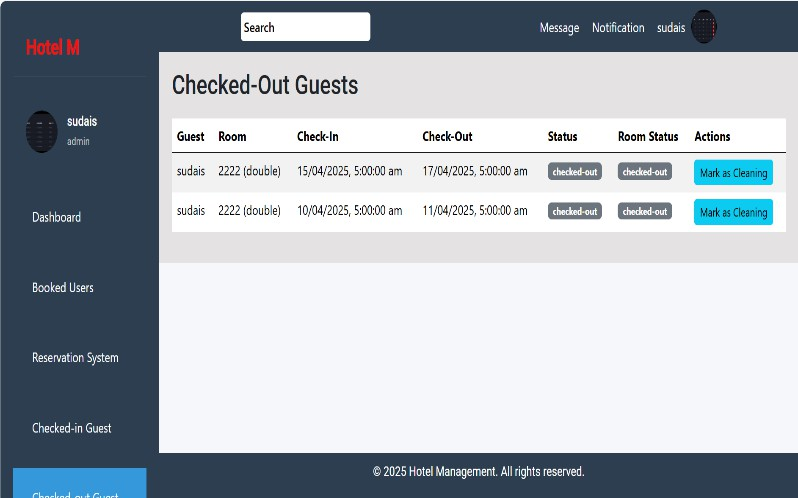 Hotel M
Search
Message Notification sudais
sudais
admin
Dashboard
Booked Users
Reservation System
Checked-in Guest
Checked-out Guest
Checked-Out Guests
Guest Room Check-In Check-Out Status Room Status Actions
sudais 2222 (double) 15/04/2025, 5:00:00 am 17/04/2025, 5:00:00 am checked-out checked-out Mark as Cleaning
sudais 2222 (double) 10/04/2025, 5:00:00 am 11/04/2025, 5:00:00 am checked-out checked-out Mark as Cleaning
© 2025 Hotel Management. All rights reserved.